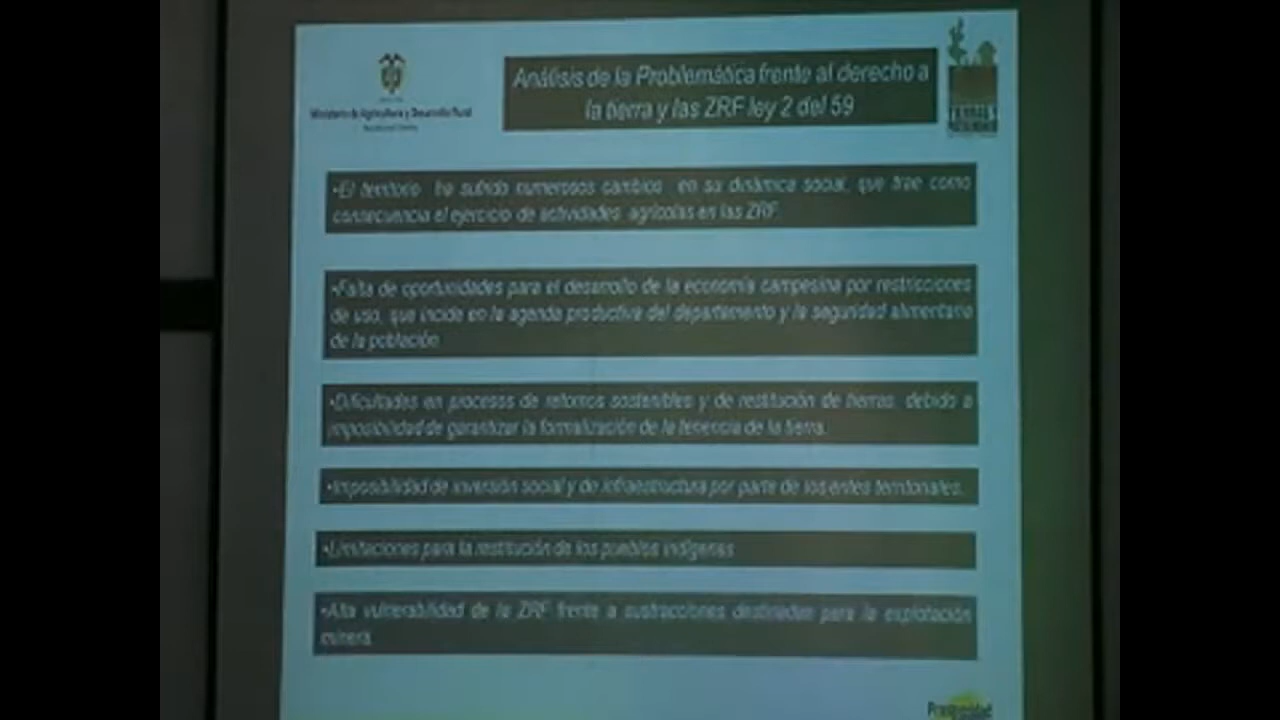 Ministerio de Agricultura y Desarrollo Rural
Análisis de la Problemática frente al derecho a
la tierra y las ZRF ley 2 del 59
•El territorio ha sufrido numerosos cambios en su dinámica social, que trae como
consecuencia el ejercicio de actividades agrícolas en las ZRF.
•Falta de oportunidades para el desarrollo de la economía campesina por restricciones
de uso, que incide en la agenda productiva del departamento y la seguridad alimentaria
de la población
•Dificultades en procesos de retornos sostenibles y de restitución de tierras, debido a
imposibilidad de garantizar la formalización de la tenencia de la tierra.
•Imposibilidad de inversión social y de infraestructura por parte de los entes territoriales.
•Limitaciones para la restitución de los pueblos indígenas
•Alta vulnerabilidad de la ZRF frente a sustracciones destinadas para la explotación
minera
Prosperidad